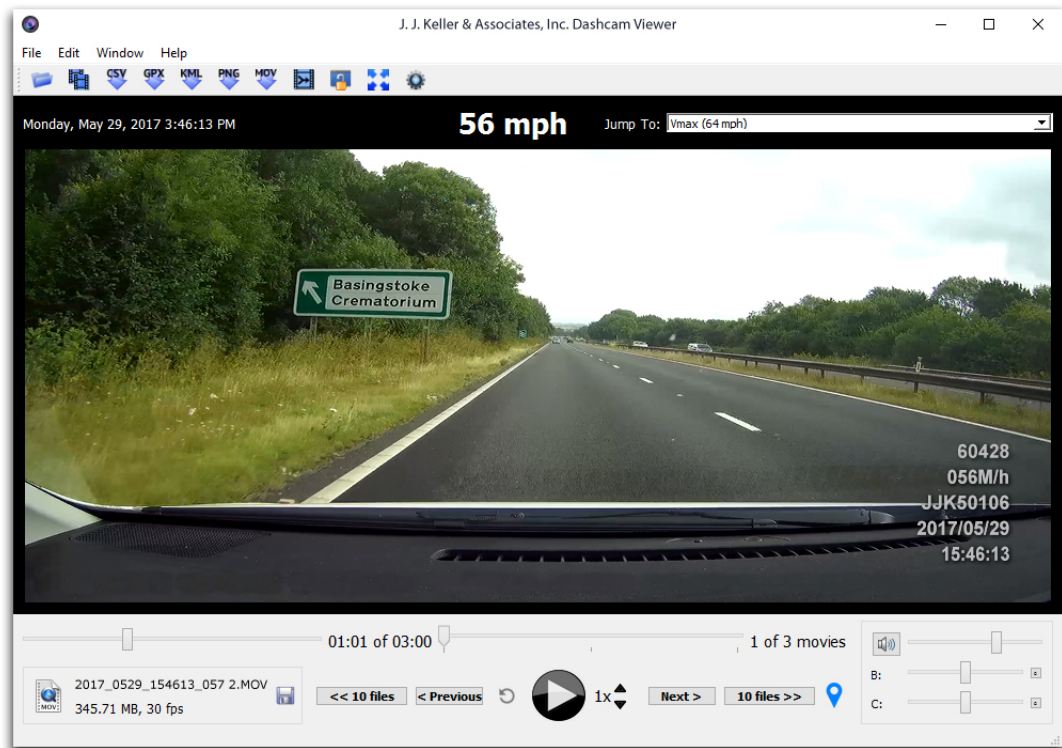 J. J. Keller & Associates, Inc. Dashcam Viewer
File Edit Window Help
CSV GPX KML PNG MOV
Monday, May 29, 2017 3:46:13 PM
56 mph
Jump To: Vmax (64 mph)
Basingstoke
Crematorium
60428
056M/h
JJK50106
2017/05/29
15:46:13
01:01 of 03:00
1 of 3 movies
MOV
2017_0529_154613_057 2.MOV
345.71 MB, 30 fps
<< 10 files
< Previous
1x
Next >
10 files >>
B:
C: